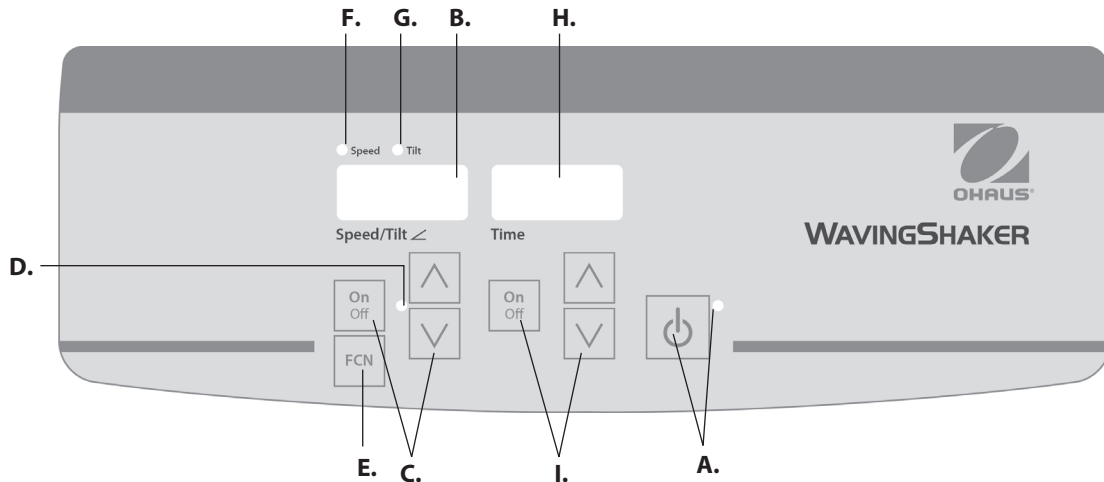 F. G. B. H.
Speed Tilt
OHAUS®
Speed/Tilt Time
WAVINGSHAKER
D.
On
Off
On
Off
FCN
E. C. I. A.